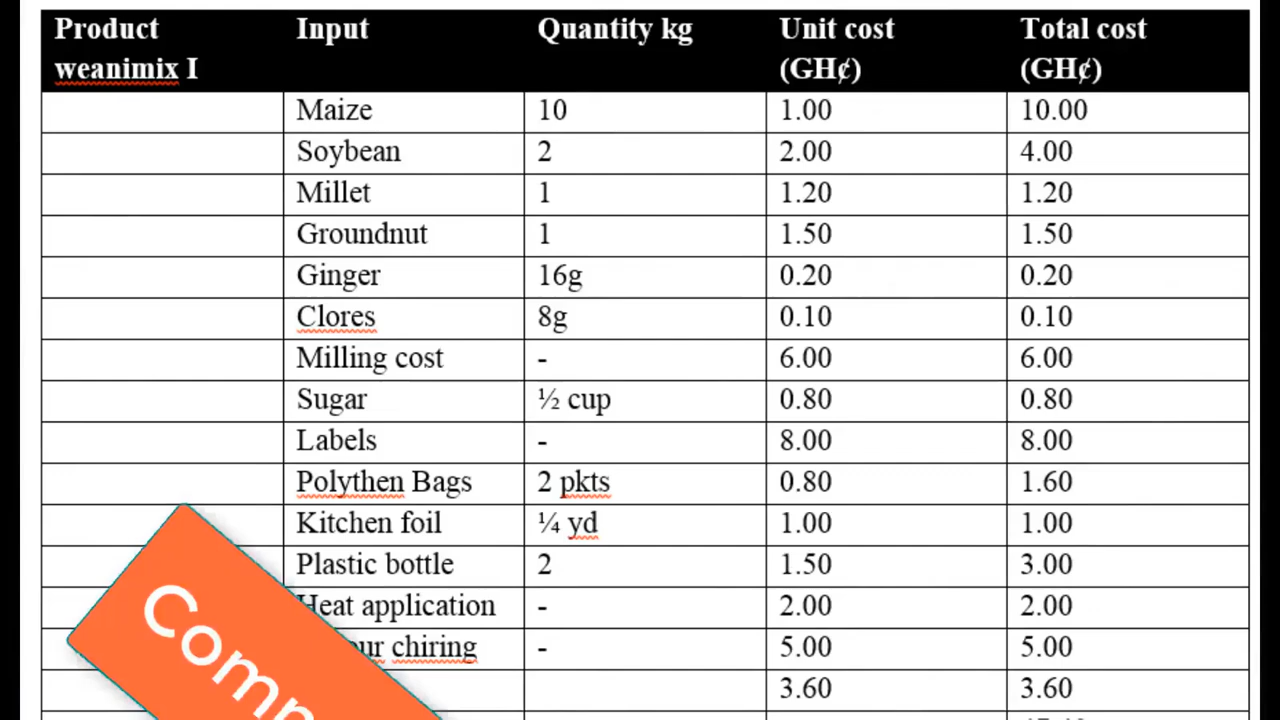 Product weanimix I Input Quantity kg Unit cost (GH¢) Total cost (GH¢)
Maize 10 1.00 10.00
Soybean 2 2.00 4.00
Millet 1 1.20 1.20
Groundnut 1 1.50 1.50
Ginger 16g 0.20 0.20
Clores 8g 0.10 0.10
Milling cost - 6.00 6.00
Sugar ½ cup 0.80 0.80
Labels - 8.00 8.00
Polythen Bags 2 pkts 0.80 1.60
Kitchen foil ¼ yd 1.00 1.00
Plastic bottle 2 1.50 3.00
Heat application - 2.00 2.00
chiring - 5.00 5.00
3.60 3.60